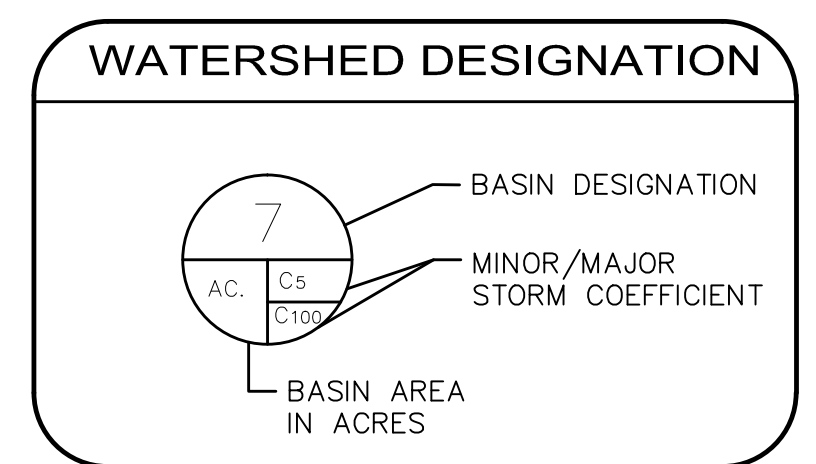 WATERSHED DESIGNATION
7
BASIN DESIGNATION
AC.
C5
C100
MINOR/MAJOR
STORM COEFFICIENT
BASIN AREA
IN ACRES